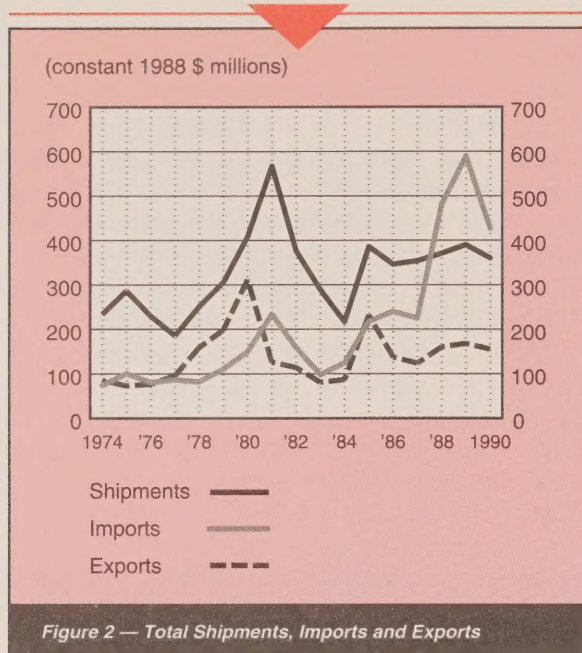 (constant 1988 $ millions)
700 700
600 600
500 500
400 400
300 300
200 200
100 100
0 0
1974 '76 '78 '80 '82 '84 '86 '88 1990
Shipments
Imports
Exports
Figure 2 — Total Shipments, Imports and Exports